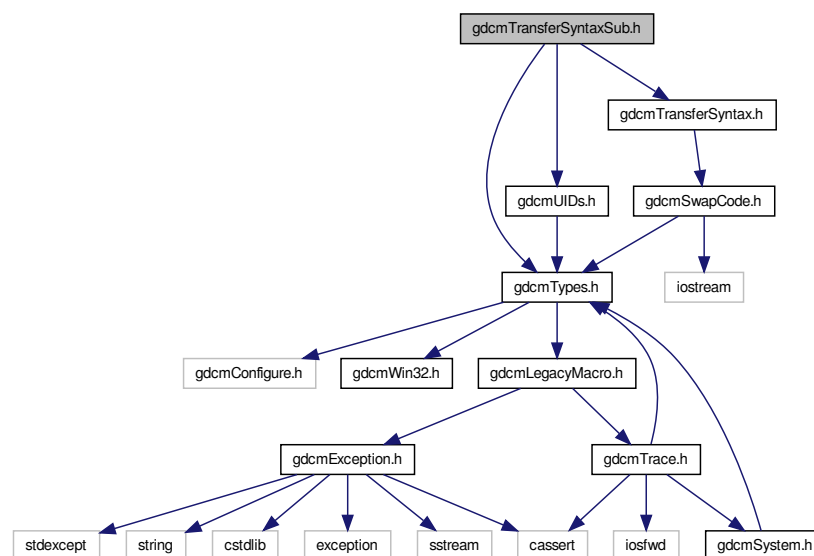 gdcmTransferSyntaxSub.h
gdcmTransferSyntax.h
gdcmUIDs.h
gdcmSwapCode.h
gdcmTypes.h
iostream
gdcmConfigure.h
gdcmWin32.h
gdcmLegacyMacro.h
gdcmException.h
gdcmTrace.h
stdexcept
string
cstdlib
exception
sstream
cassert
iosfwd
gdcmSystem.h